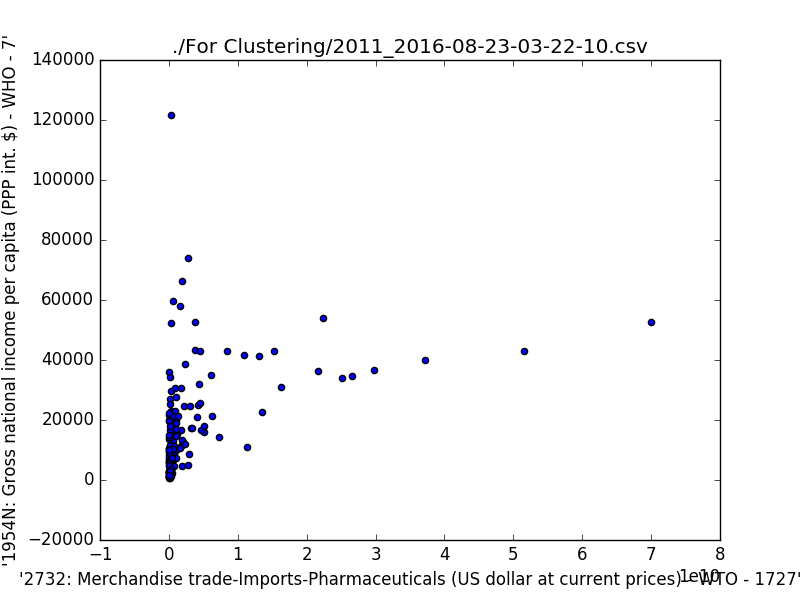 ./For Clustering/2011_2016-08-23-03-22-10.csv
'1954N: Gross national income per capita (PPP int. $) - WHO - 7'
140000
120000
100000
80000
60000
40000
20000
0
−20000
−1 0 1 2 3 4 5 6 7 8
1e10
'2732: Merchandise trade-Imports-Pharmaceuticals (US dollar at current prices) - WTO - 1727'